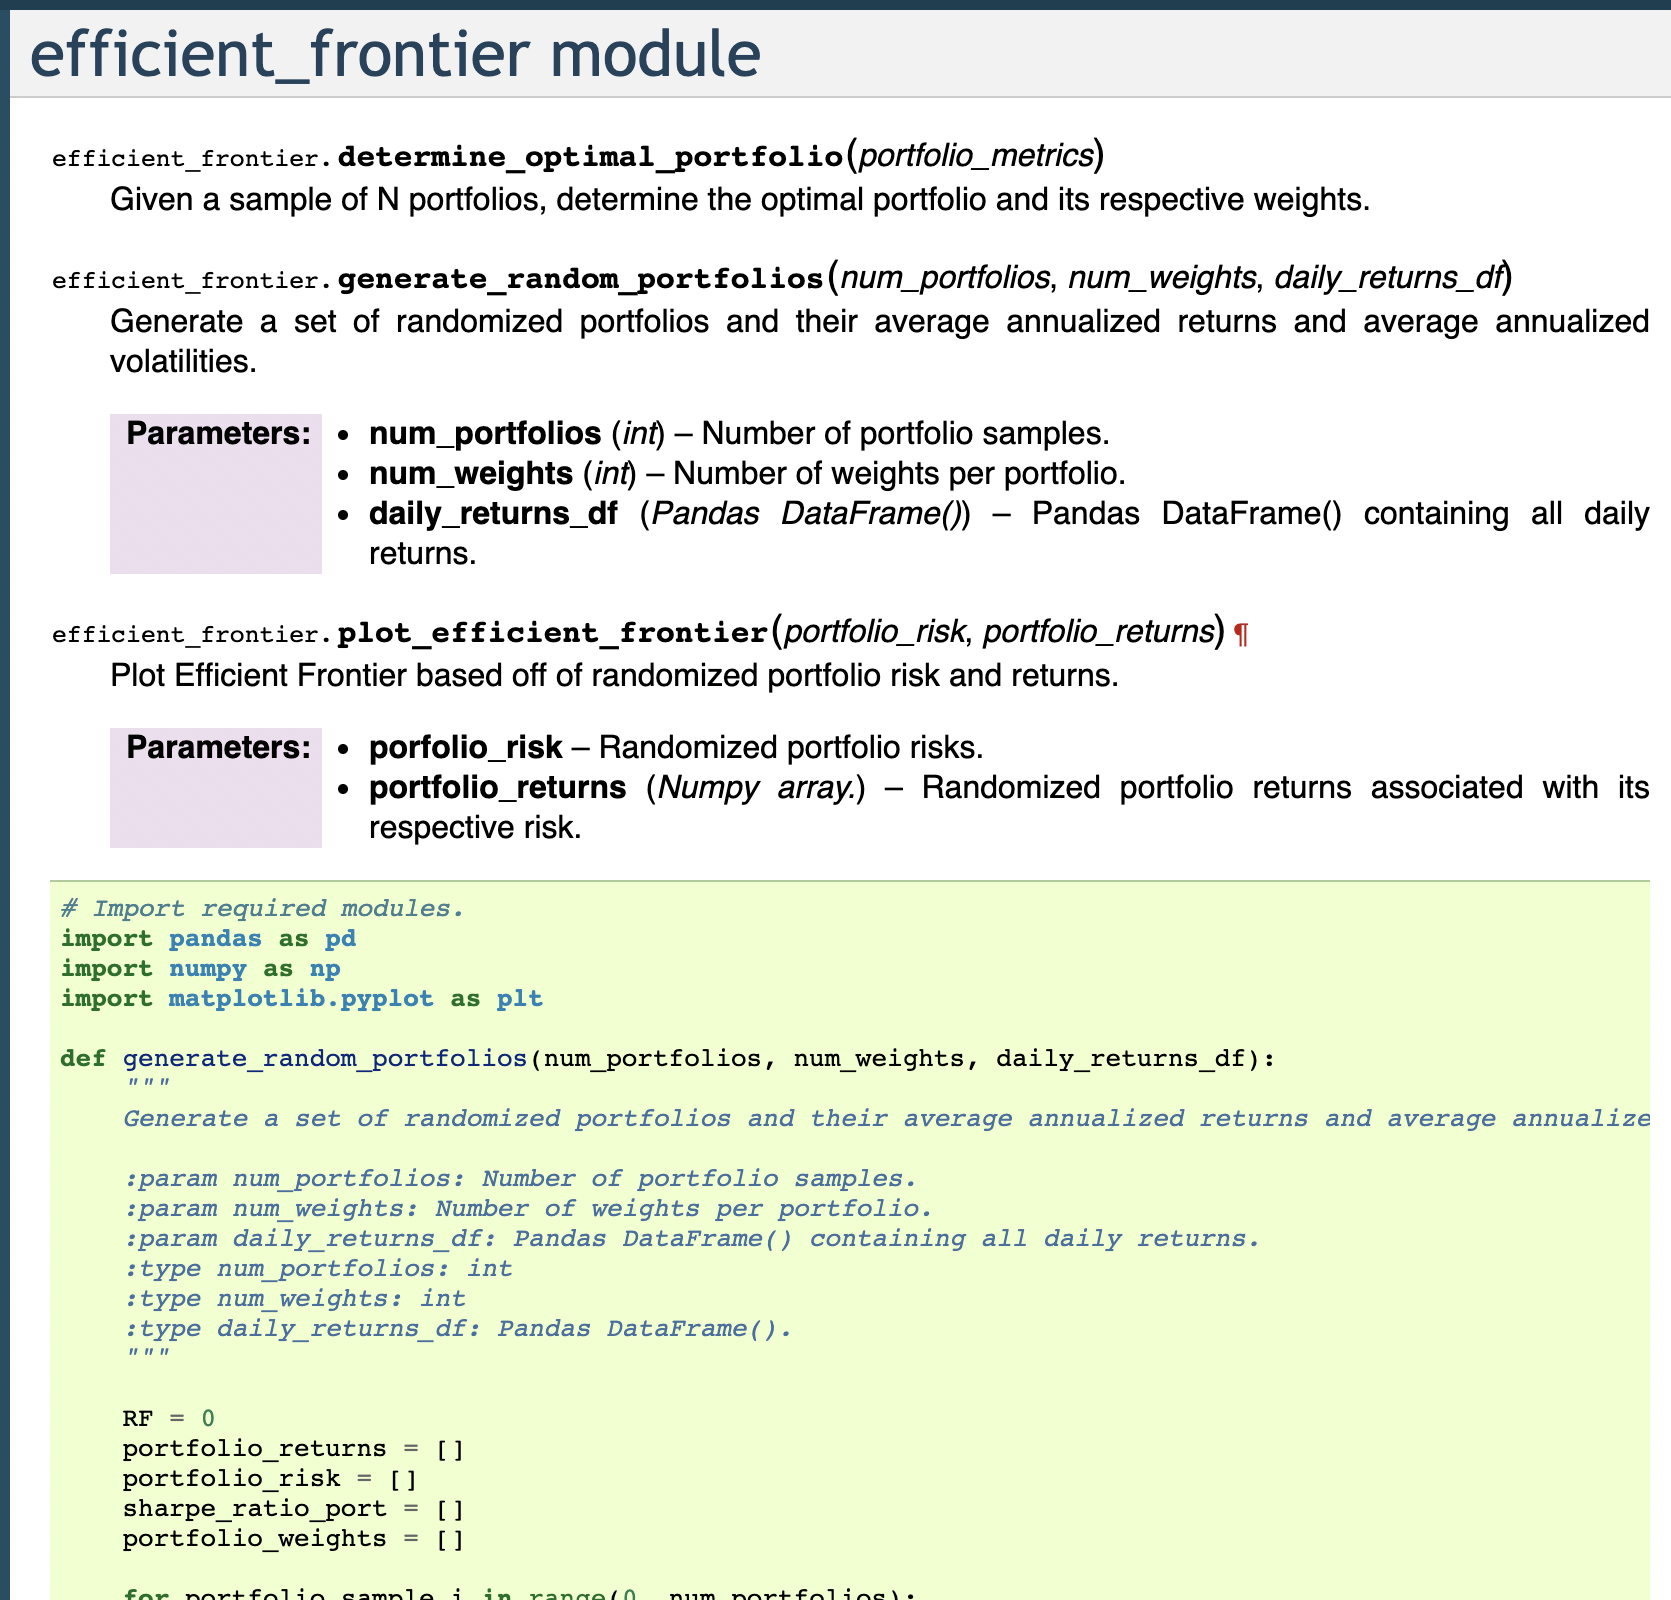 efficient_frontier module
efficient_frontier.determine_optimal_portfolio(portfolio_metrics)
Given a sample of N portfolios, determine the optimal portfolio and its respective weights.
efficient_frontier.generate_random_portfolios(num_portfolios, num_weights, daily_returns_df)
Generate a set of randomized portfolios and their average annualized returns and average annualized
volatilities.
Parameters: • num_portfolios (int) – Number of portfolio samples.
• num_weights (int) – Number of weights per portfolio.
• daily_returns_df (Pandas DataFrame()) – Pandas DataFrame() containing all daily
returns.
efficient_frontier.plot_efficient_frontier(portfolio_risk, portfolio_returns) ¶
Plot Efficient Frontier based off of randomized portfolio risk and returns.
Parameters: • porfolio_risk – Randomized portfolio risks.
• portfolio_returns (Numpy array.) – Randomized portfolio returns associated with its
respective risk.
# Import required modules.
import pandas as pd
import numpy as np
import matplotlib.pyplot as plt
def generate_random_portfolios(num_portfolios, num_weights, daily_returns_df):
"""
Generate a set of randomized portfolios and their average annualized returns and average annualize
:param num_portfolios: Number of portfolio samples.
:param num_weights: Number of weights per portfolio.
:param daily_returns_df: Pandas DataFrame() containing all daily returns.
:type num_portfolios: int
:type num_weights: int
:type daily_returns_df: Pandas DataFrame().
"""
RF = 0
portfolio_returns = []
portfolio_risk = []
sharpe_ratio_port = []
portfolio_weights = []
for portfolio_sample_i in range(0, num_portfolios):